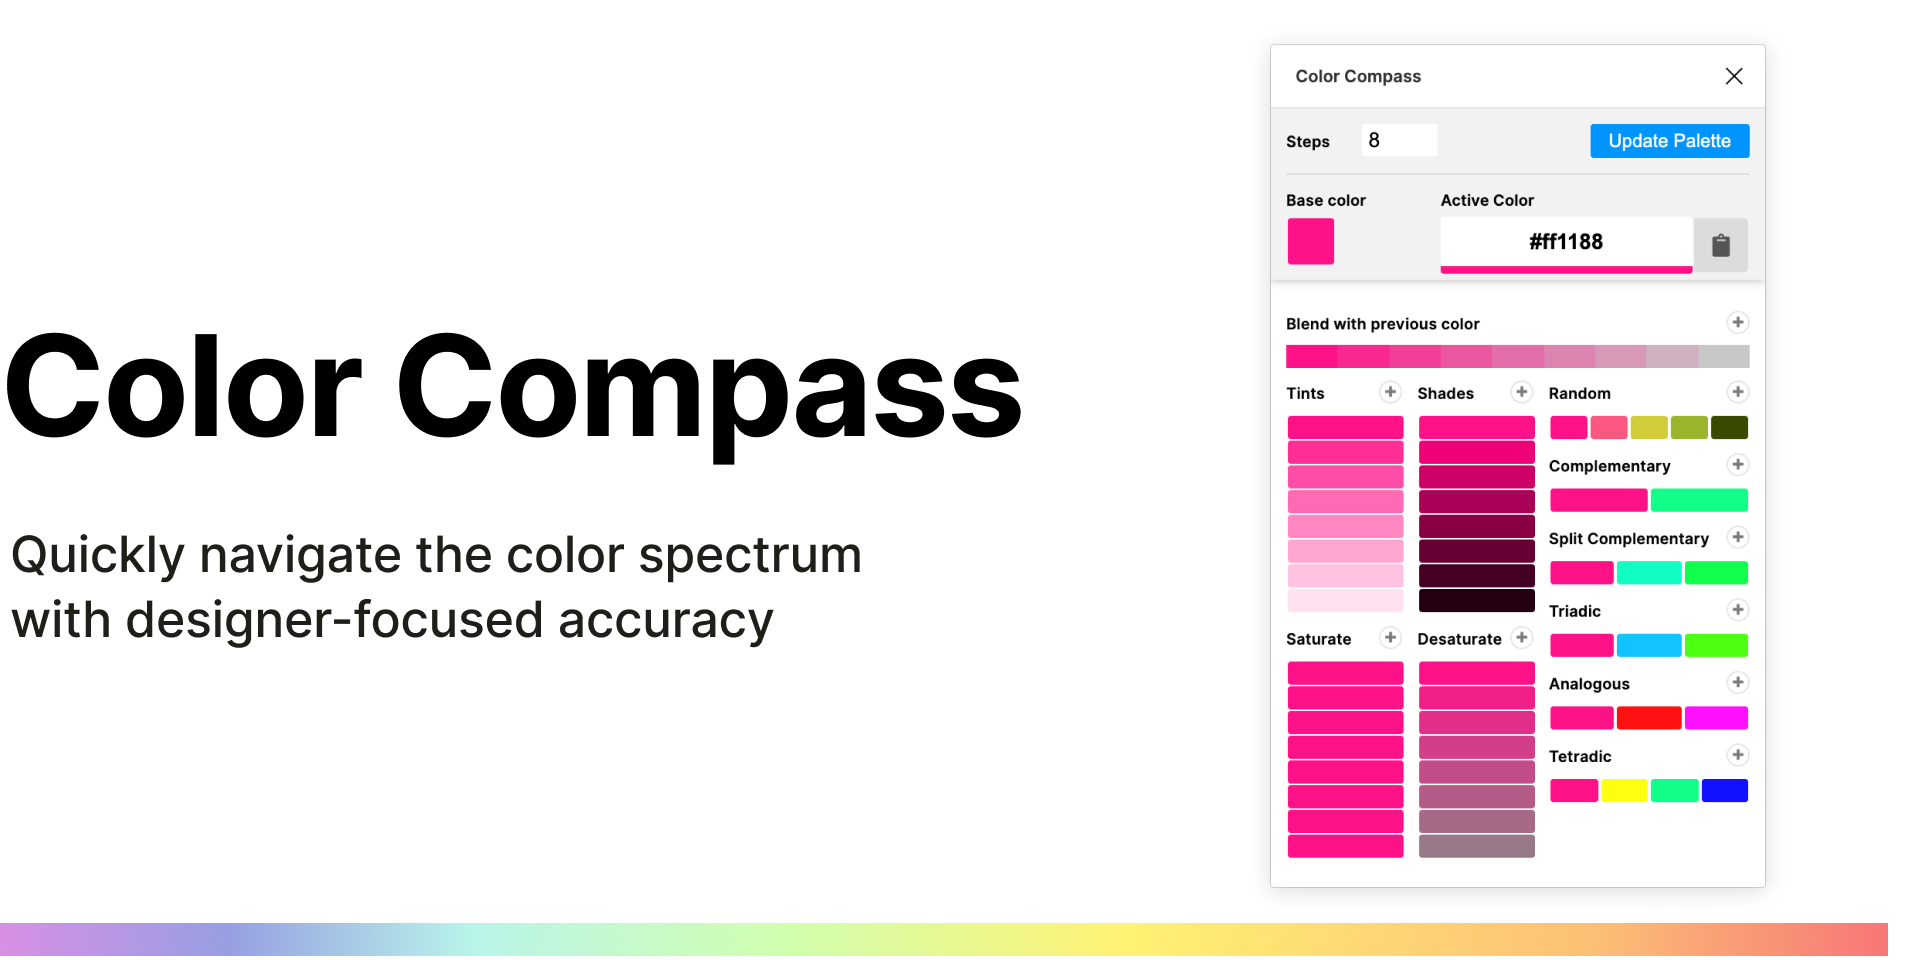 Color Compass
Quickly navigate the color spectrum
with designer-focused accuracy
Color Compass
Steps 8 Update Palette
Base color Active Color
#ff1188
Blend with previous color
Tints Shades Random
Complementary
Split Complementary
Triadic
Saturate Desaturate
Analogous
Tetradic